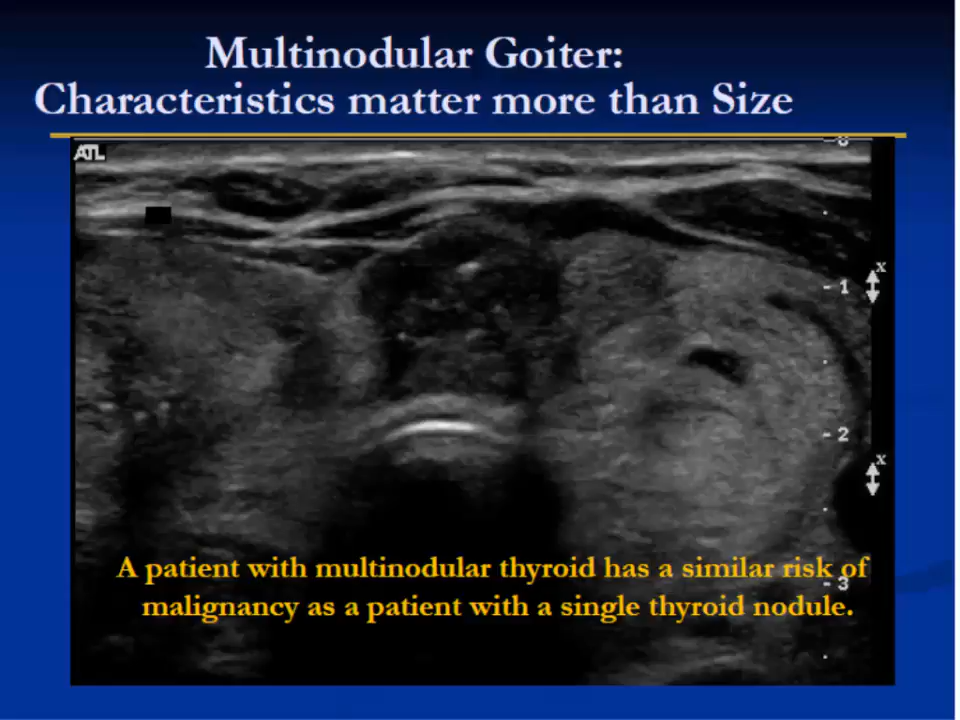 Multinodular Goiter:
Characteristics matter more than Size
ATL
0
x
- 1
- 2
x
A patient with multinodular thyroid has a similar risk of
- 3
malignancy as a patient with a single thyroid nodule.